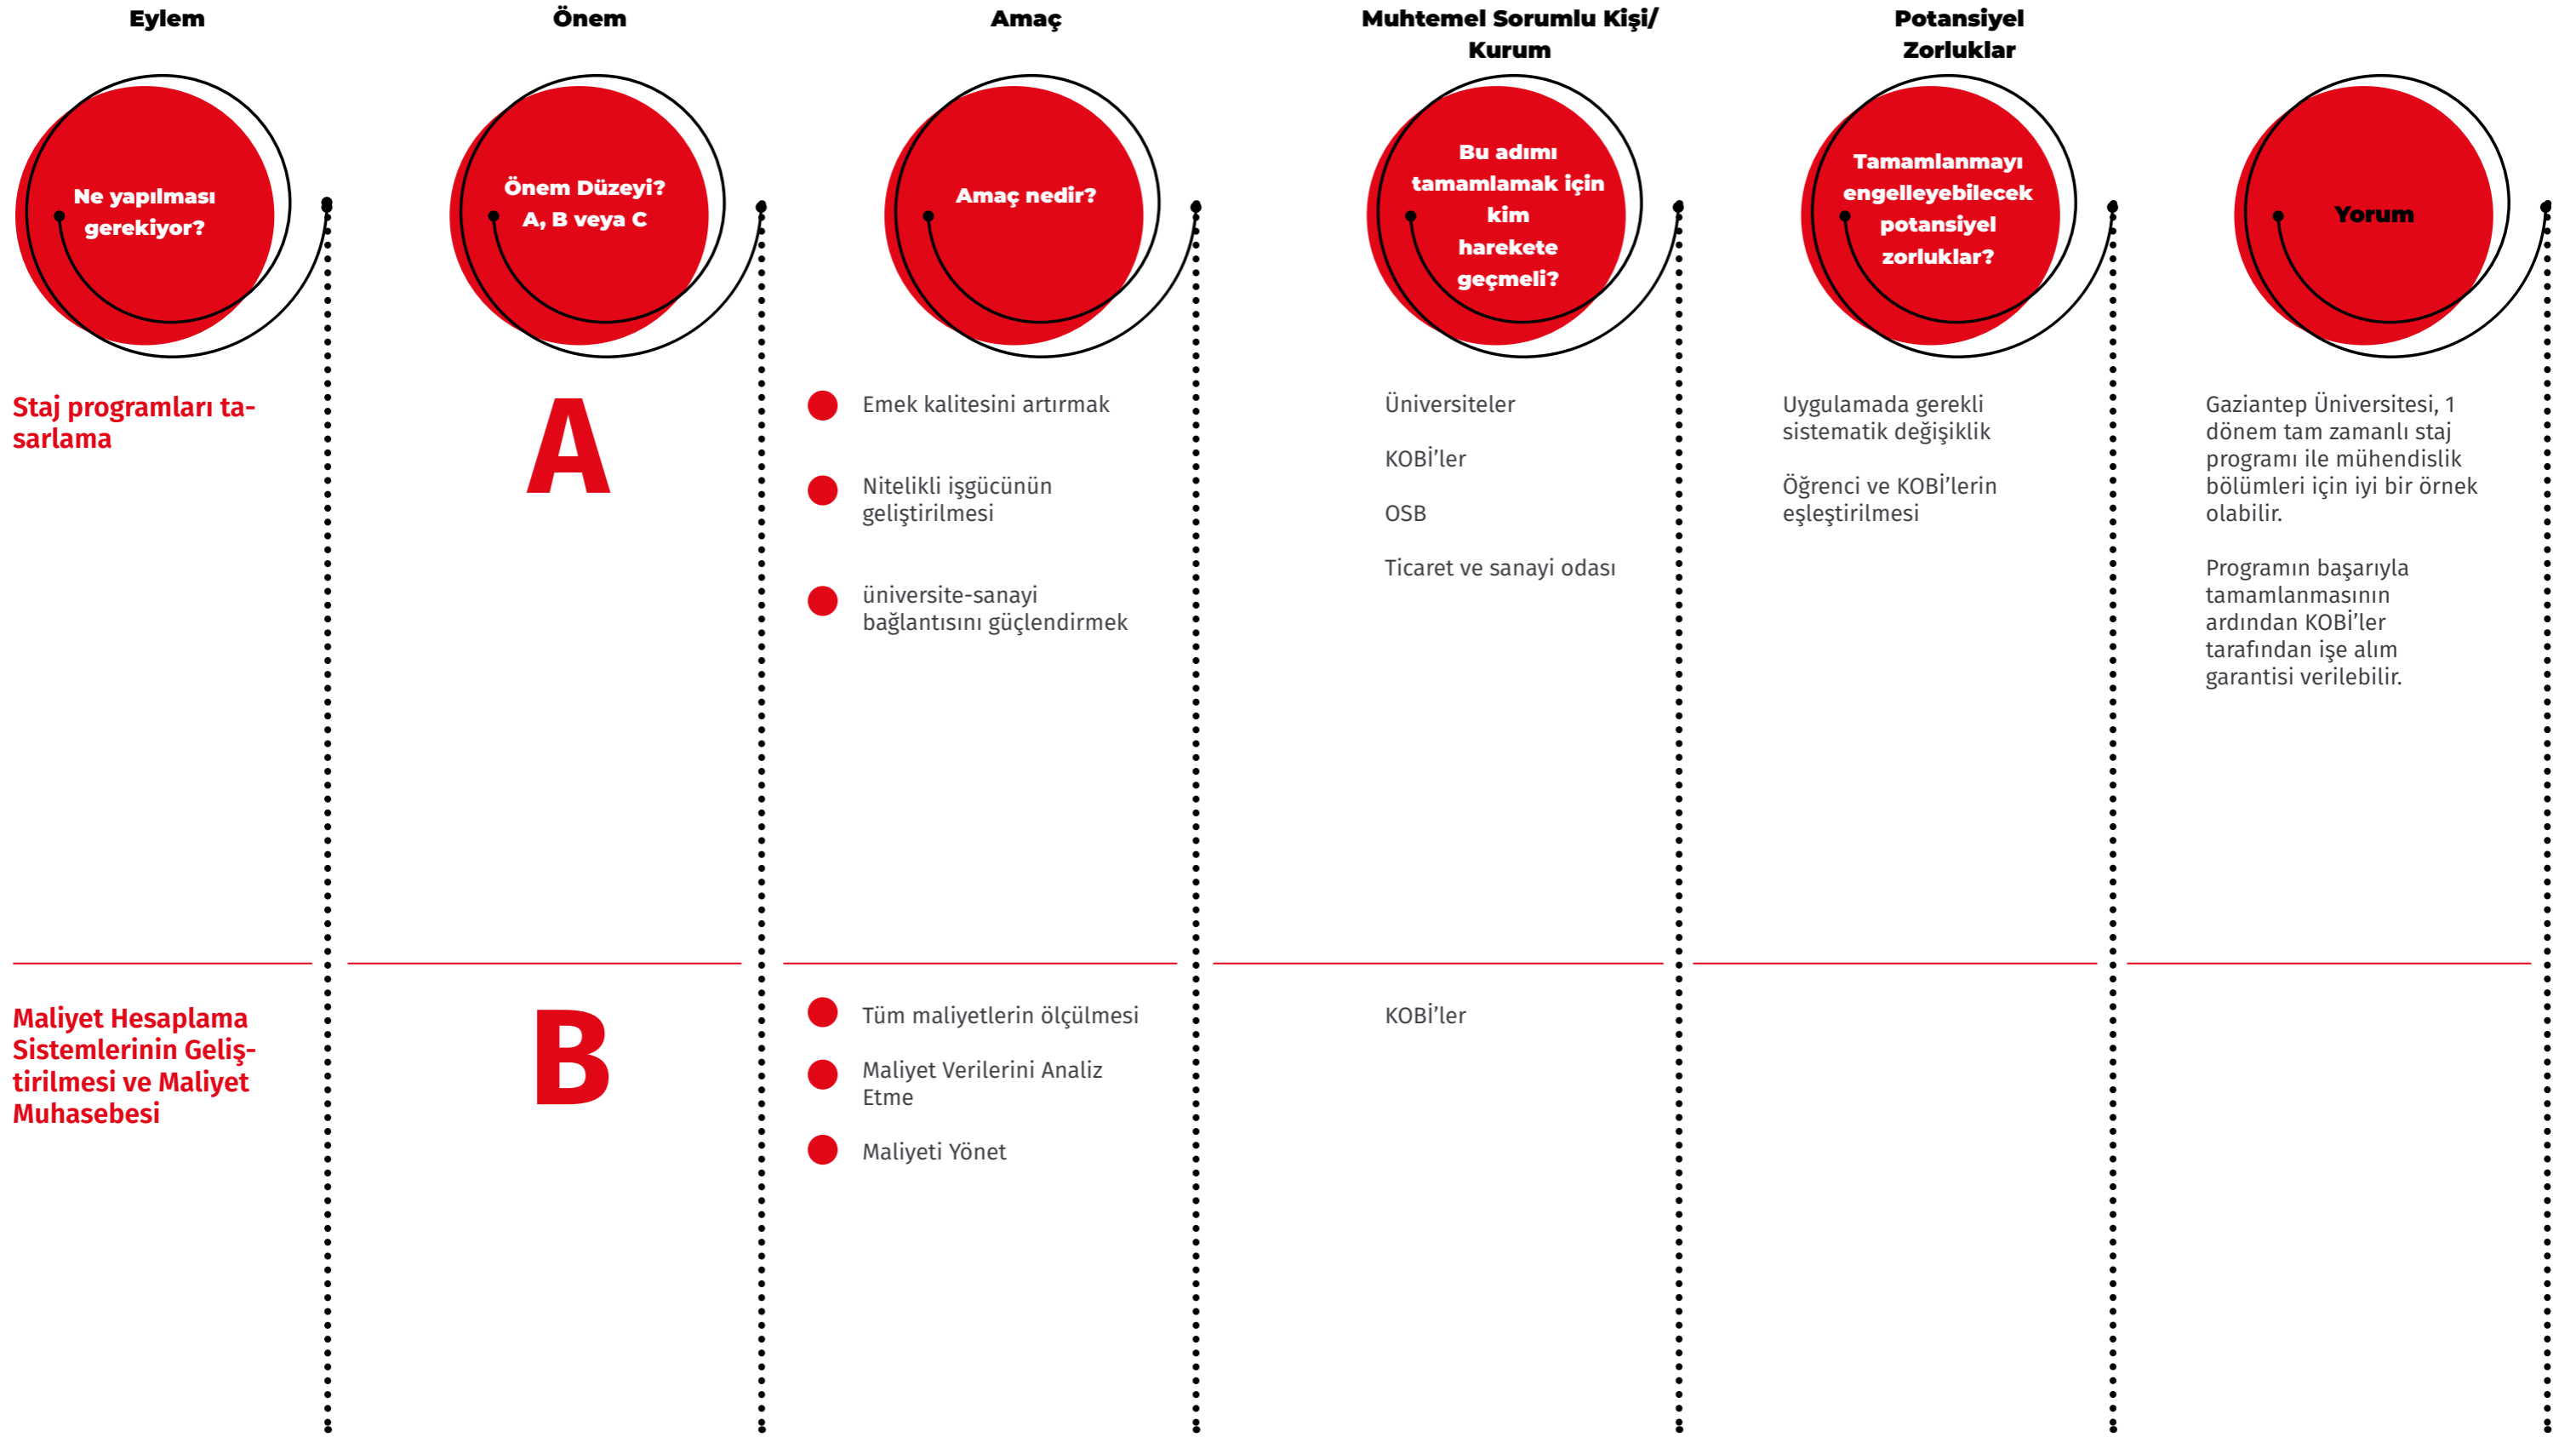 Eylem
Önem
Amaç
Muhtemel Sorumlu Kişi/
Kurum
Potansiyel
Zorluklar
Ne yapılması
gerekiyor?
Önem Düzeyi?
A, B veya C
Amaç nedir?
Bu adımı
tamamlamak için
kim
harekete
geçmeli?
Tamamlanmayı
engelleyebilecek
potansiyel
zorluklar?
Yorum
Staj programları ta-
sarlama
A
Emek kalitesini artırmak
Nitelikli işgücünün
geliştirilmesi
üniversite-sanayi
bağlantısını güçlendirmek
Üniversiteler
KOBİ’ler
OSB
Ticaret ve sanayi odası
Uygulamada gerekli
sistematik değişiklik
Öğrenci ve KOBİ’lerin
eşleştirilmesi
Gaziantep Üniversitesi, 1
dönem tam zamanlı staj
programı ile mühendislik
bölümleri için iyi bir örnek
olabilir.
Programın başarıyla
tamamlanmasının
ardından KOBİ’ler
tarafından işe alım
garantisi verilebilir.
Maliyet Hesaplama
Sistemlerinin Geliş-
tirilmesi ve Maliyet
Muhasebesi
B
Tüm maliyetlerin ölçülmesi
Maliyet Verilerini Analiz
Etme
Maliyeti Yönet
KOBİ’ler